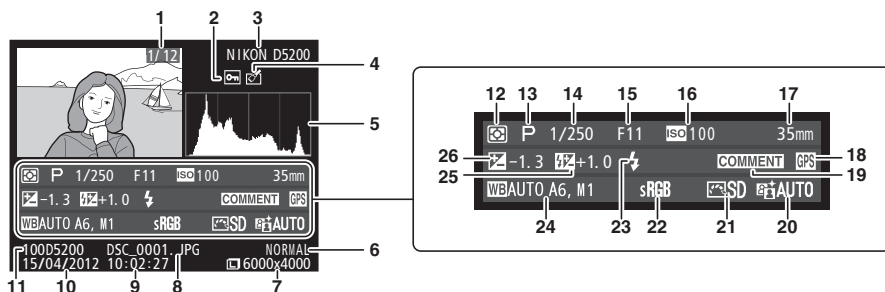 1 2 3
1/12 NIKON D5200
4
5
P 1/250 F11 ISO 100 35mm
-1.3 +1.0 COMMENT GPS
WB AUTO A6, M1 sRGB SD AUTO
100D5200 DSC_0001.JPG NORMAL
15/04/2012 10:02:27 6000x4000
6
11 10 9 8 7
12 13 14 15 16 17
P 1/250 F11 ISO 100 35mm
26 -1.3 +1.0 COMMENT GPS 18
25 19
WB AUTO A6, M1 sRGB SD AUTO
24 23 22 21 20